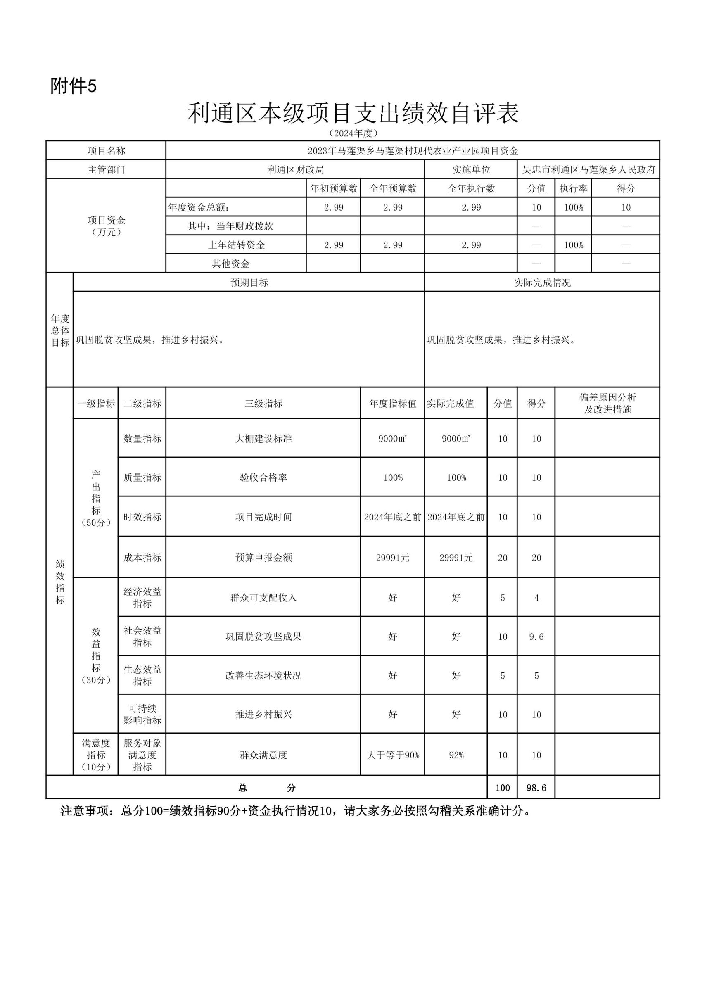 附件5
利通区本级项目支出绩效自评表
（2024年度）
项目名称 2023年马莲渠乡马莲渠村现代农业产业园项目资金
主管部门 利通区财政局 实施单位 吴忠市利通区马莲渠乡人民政府
项目资金
（万元）
年初预算数 全年预算数 全年执行数 分值 执行率 得分
年度资金总额： 2.99 2.99 2.99 10 100% 10
其中：当年财政拨款 — —
上年结转资金 2.99 2.99 2.99 — 100% —
其他资金 — —
年度
总体
目标
预期目标 实际完成情况
巩固脱贫攻坚成果，推进乡村振兴。 巩固脱贫攻坚成果，推进乡村振兴。
绩
效
指
标
一级指标 二级指标 三级指标 年度指标值 实际完成值 分值 得分 偏差原因分析
及改进措施
产
出
指
标
（50分）
数量指标 大棚建设标准 9000㎡ 9000㎡ 10 10
质量指标 验收合格率 100% 100% 10 10
时效指标 项目完成时间 2024年底之前 2024年底之前 10 10
成本指标 预算申报金额 29991元 29991元 20 20
效
益
指
标
（30分）
经济效益
指标 群众可支配收入 好 好 5 4
社会效益
指标 巩固脱贫攻坚成果 好 好 10 9.6
生态效益
指标 改善生态环境状况 好 好 5 5
可持续
影响指标 推进乡村振兴 好 好 10 10
满意度
指标
（10分）
服务对象
满意度
指标 群众满意度 大于等于90% 92% 10 10
总 分 100 98.6
注意事项：总分100=绩效指标90分+资金执行情况10，请大家务必按照勾稽关系准确计分。